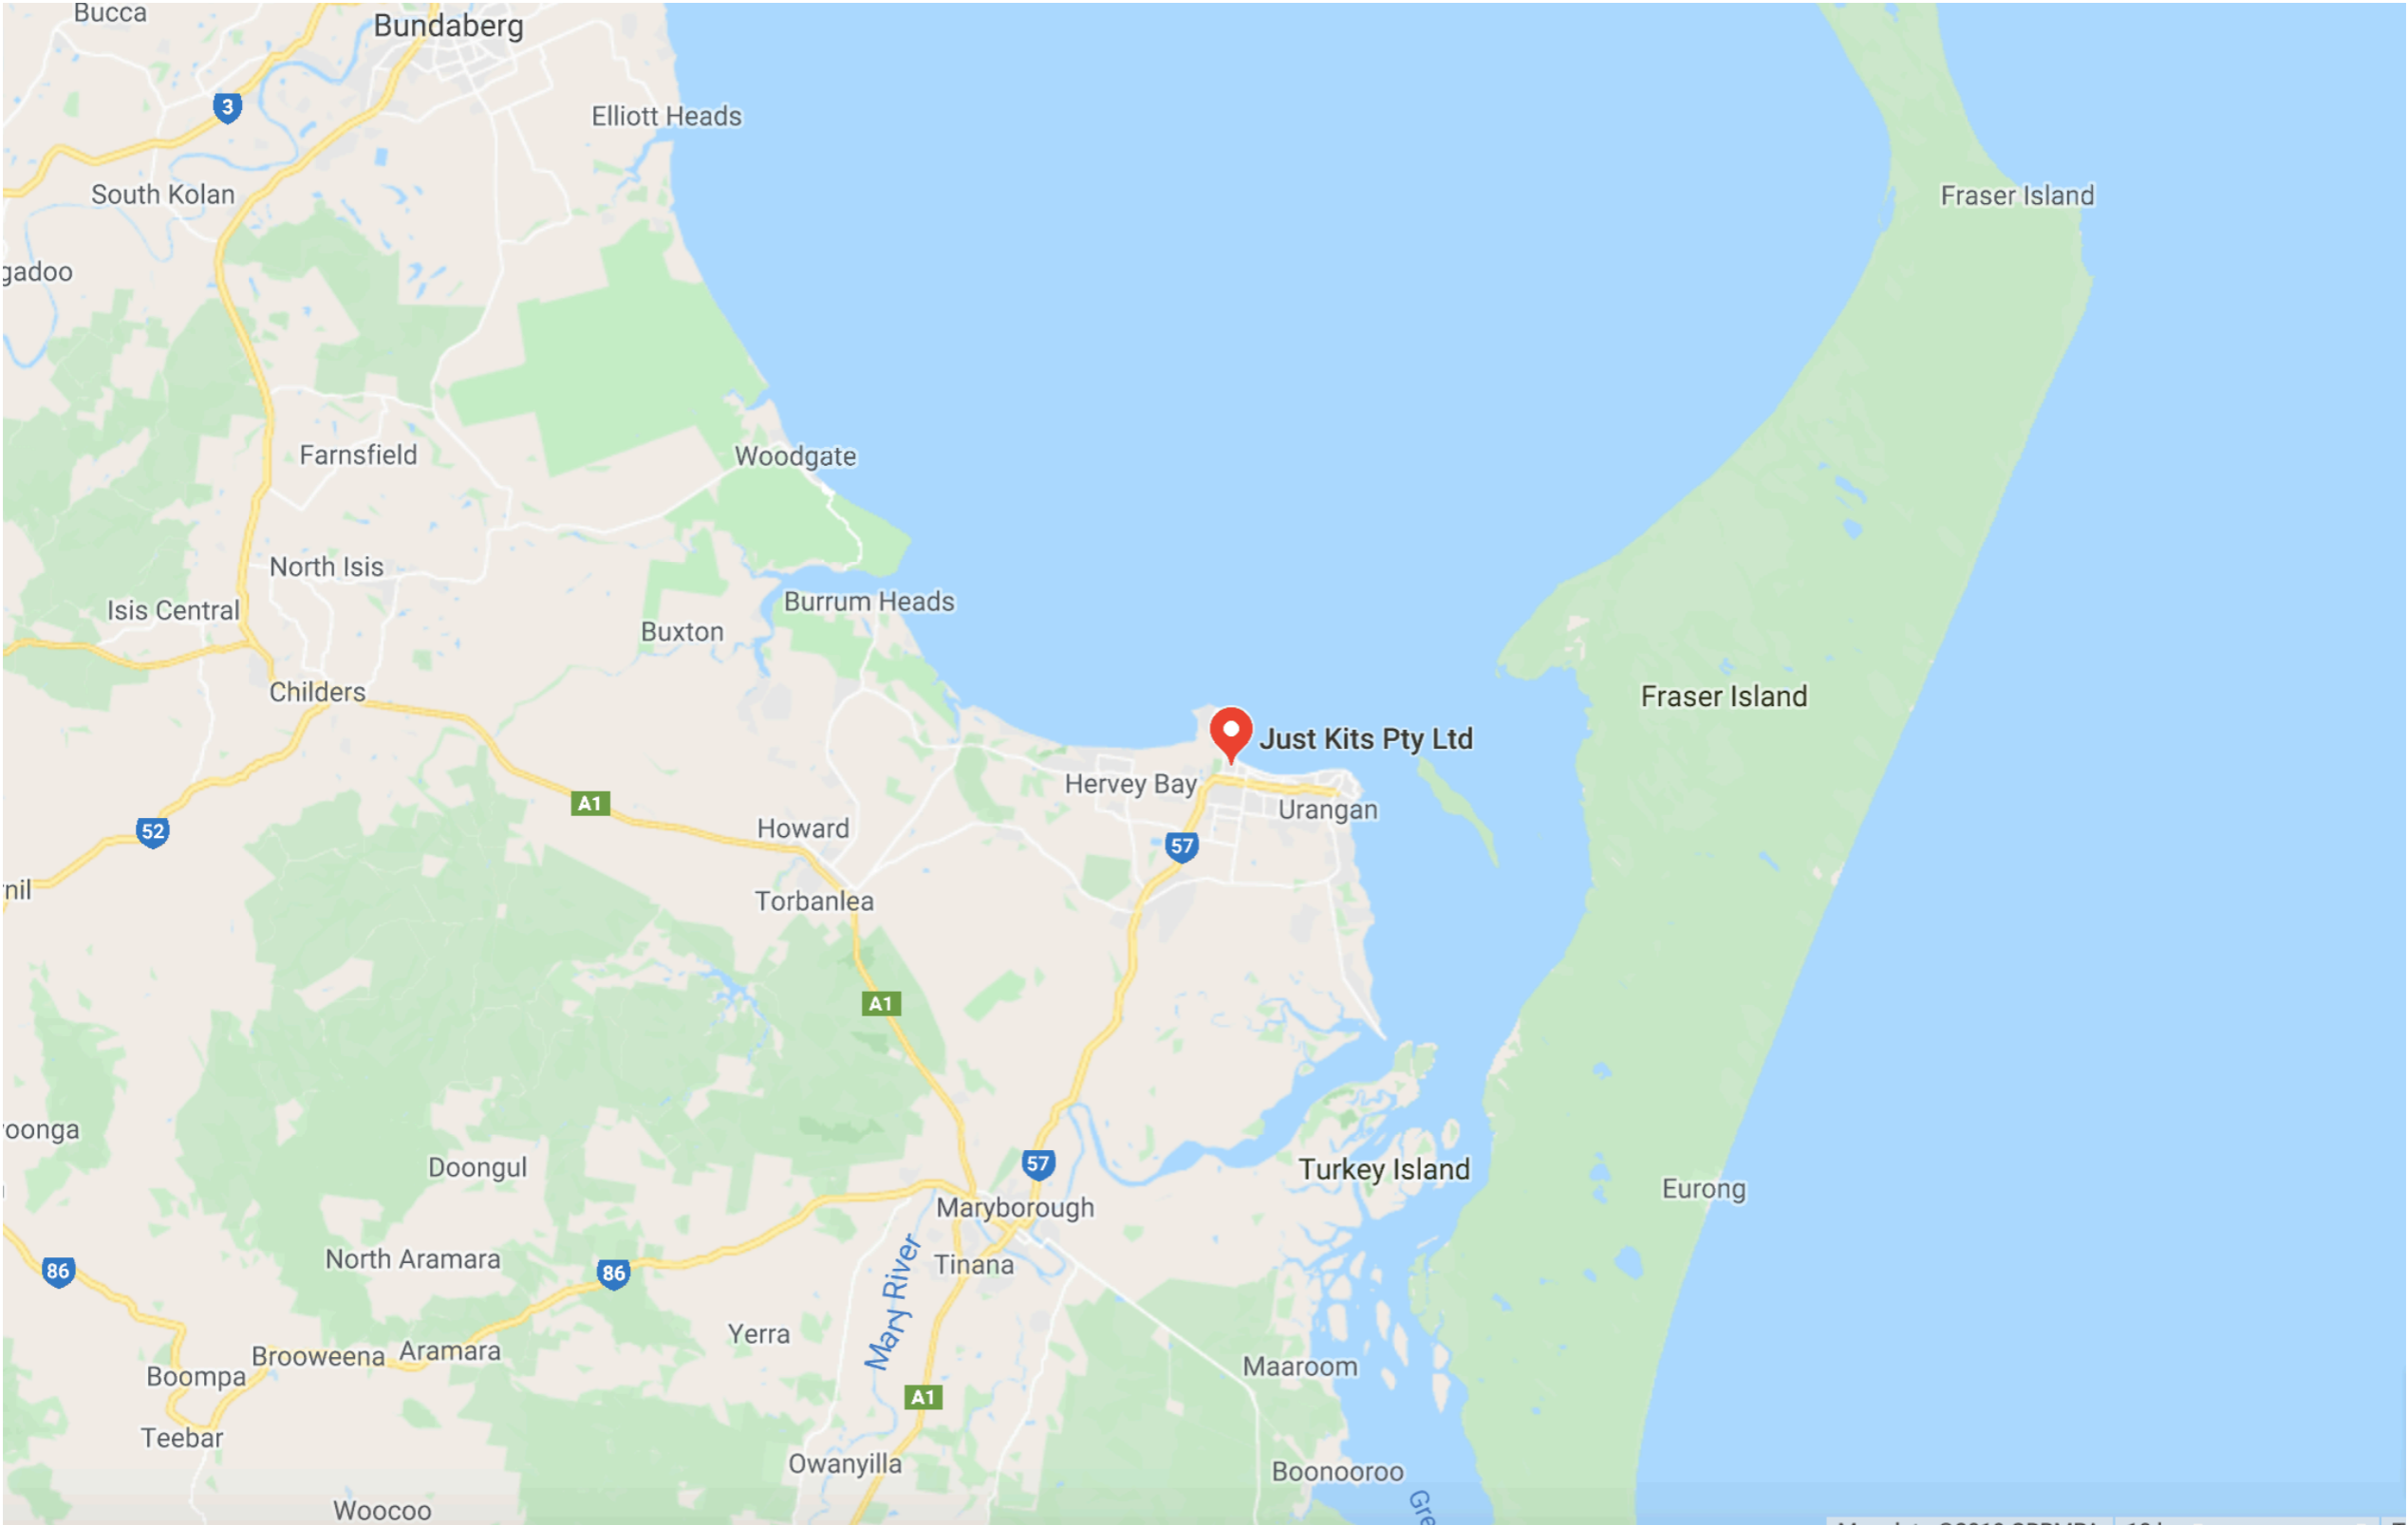 Bucca
Bundaberg
3
Elliott Heads
South Kolan
Fraser Island
gadoo
Farnsfield
Woodgate
North Isis
Isis Central
Burrum Heads
Buxton
Childers
Fraser Island
Just Kits Pty Ltd
Hervey Bay
A1
Urangan
52
Howard
57
nil
Torbanlea
A1
oonga
Doongul
57
Turkey Island
Eurong
Maryborough
North Aramara
Tinana
86
86
Mary River
Yerra
Brooweena
Aramara
Maaroom
Boompa
A1
Teebar
Owanyilla
Boonooroo
Woocoo
Gre